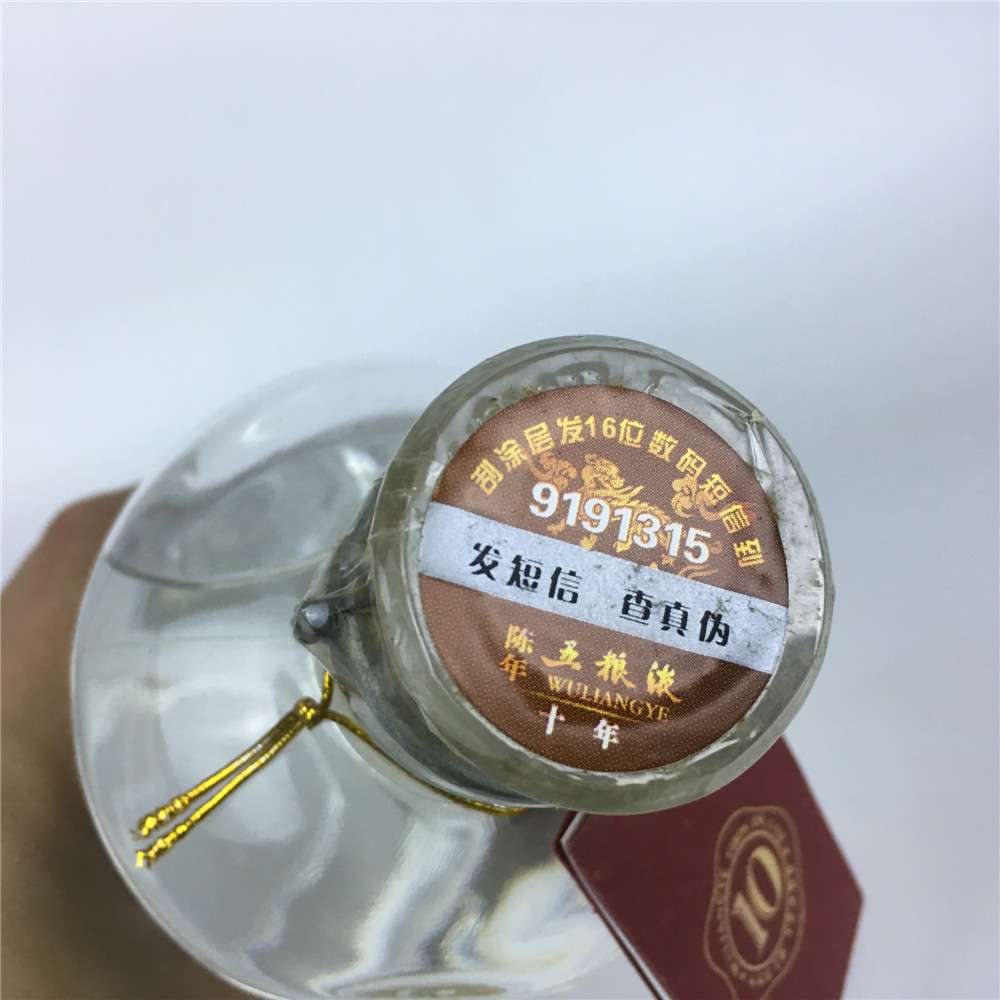 刮涂层发16位数码短信到
9191315
发短信 查真伪
陈年 五粮液
WULIANGYE
十年
10